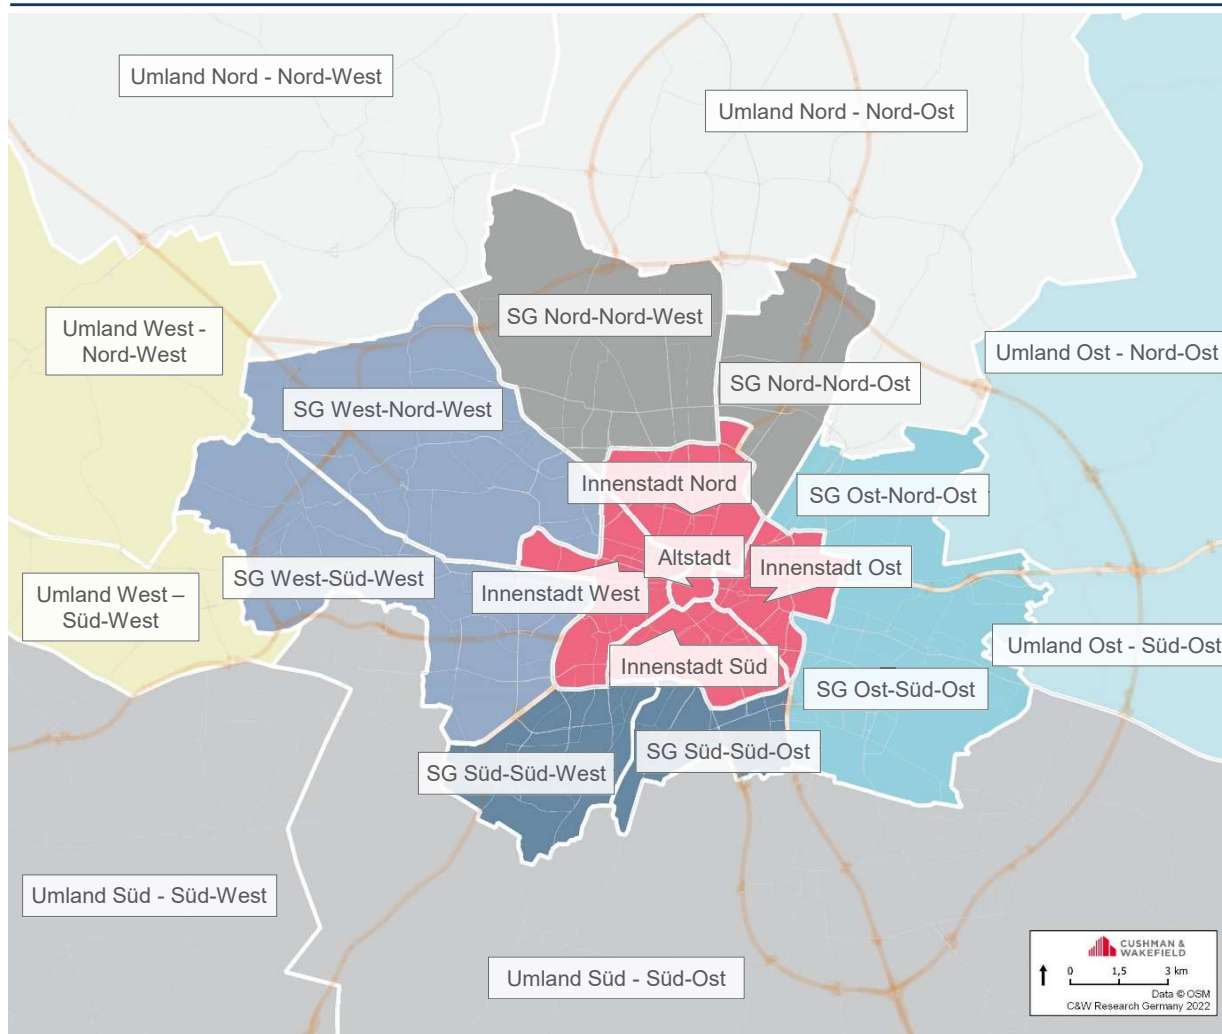 Umland Nord - Nord-West
Umland Nord - Nord-Ost
SG Nord-Nord-West
Umland West -
Nord-West
Umland Ost - Nord-Ost
SG Nord-Nord-Ost
SG West-Nord-West
Innenstadt Nord
SG Ost-Nord-Ost
Altstadt
Innenstadt Ost
SG West-Süd-West
Innenstadt West
Umland West –
Süd-West
Umland Ost - Süd-Ost
Innenstadt Süd
SG Ost-Süd-Ost
SG Süd-Süd-Ost
SG Süd-Süd-West
Umland Süd - Süd-West
Umland Süd - Süd-Ost
CUSHMAN &
WAKEFIELD
0 1,5 3 km
Data © OSM
C&W Research Germany 2022